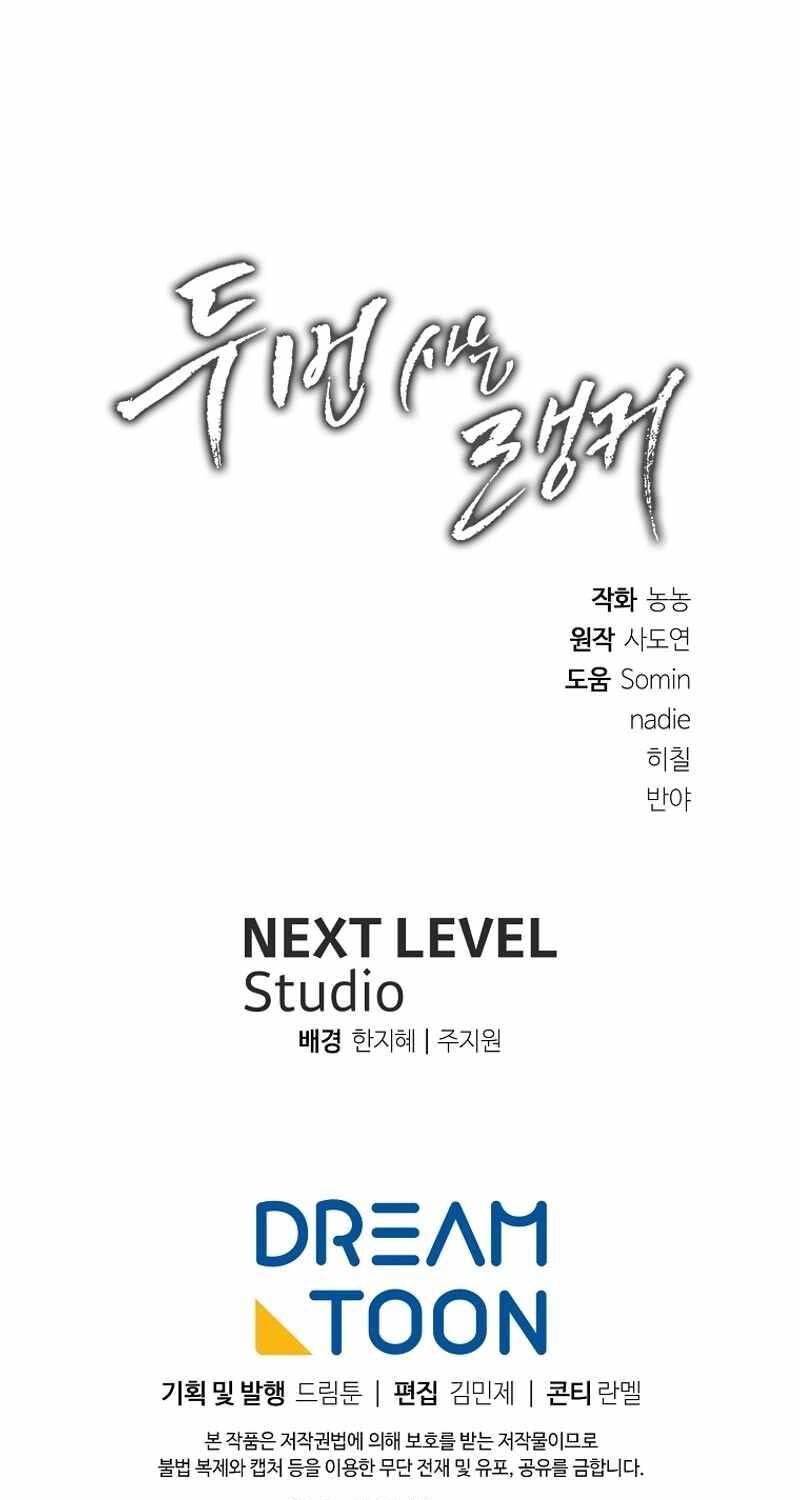 두 번 사는
랭커
작화 농농
원작 사도연
도움 Somin
nadie
히칠
반야
NEXT LEVEL
Studio
배경 한지혜 | 주지원
DREAM
TOON
기획 및 발행 드림툰 | 편집 김민제 | 콘티 란멜
본 작품은 저작권법에 의해 보호를 받는 저작물이므로
불법 복제와 캡처 등을 이용한 무단 전재 및 유포, 공유를 금합니다.